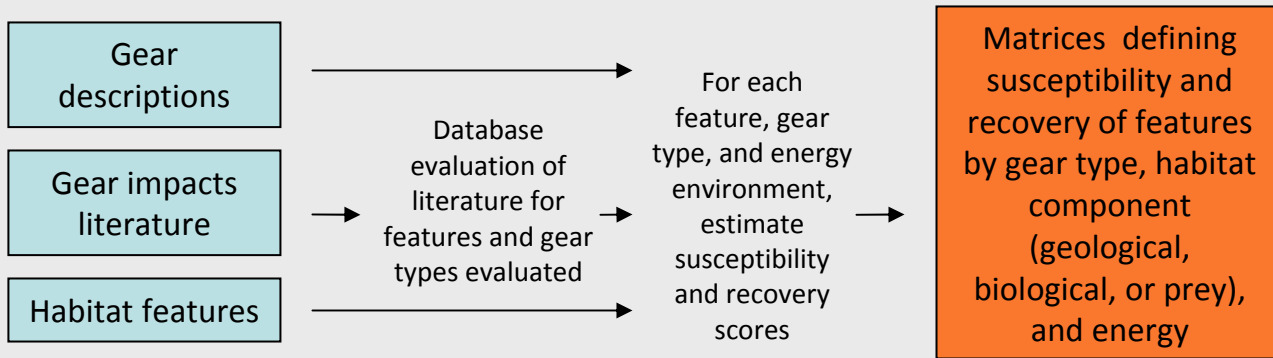 Gear
descriptions
Gear impacts
literature
Habitat features
Database
evaluation of
literature for
features and gear
types evaluated
For each
feature, gear
type, and energy
environment,
estimate
susceptibility
and recovery
scores
Matrices defining
susceptibility and
recovery of features
by gear type, habitat
component
(geological,
biological, or prey),
and energy